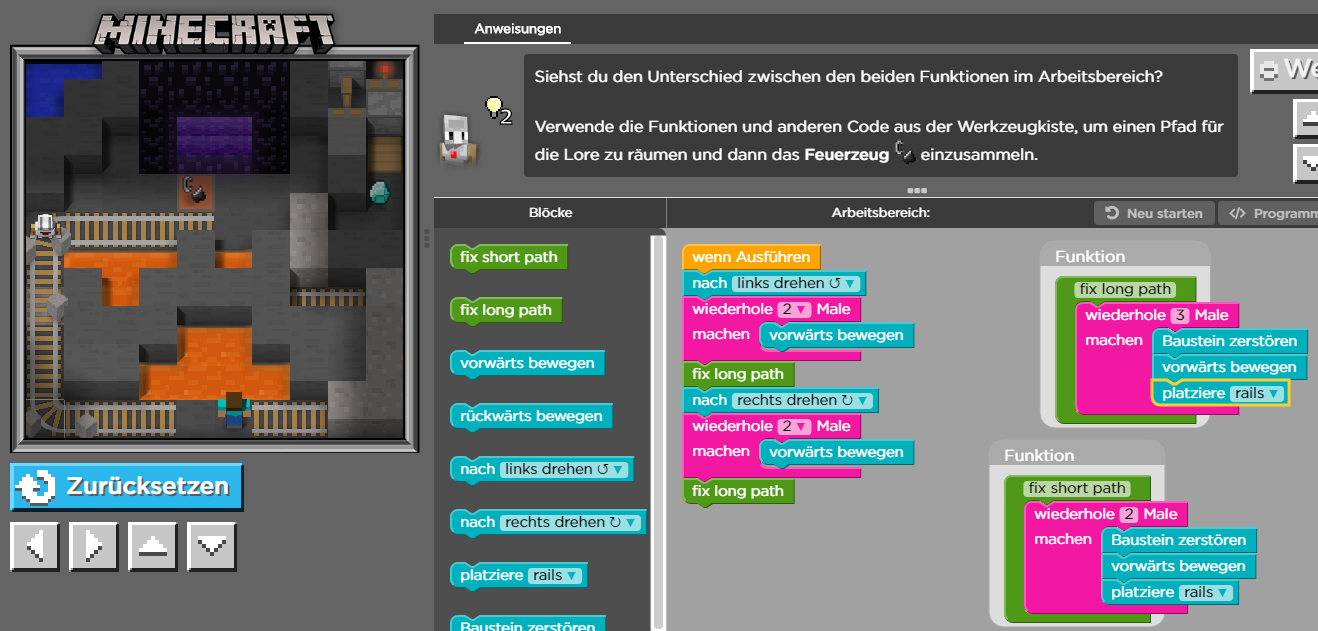 MINECRAFT
Anweisungen
Siehst du den Unterschied zwischen den beiden Funktionen im Arbeitsbereich?
2
Verwende die Funktionen und anderen Code aus der Werkzeugkiste, um einen Pfad für
die Lore zu räumen und dann das Feuerzeug einzusammeln.
We
Blöcke
Arbeitsbereich:
Neu starten
</> Programm
fix short path
fix long path
vorwärts bewegen
rückwärts bewegen
nach links drehen ↺ ▼
nach rechts drehen ↻ ▼
platziere rails ▼
Baustein zerstören
wenn Ausführen
nach links drehen ↺ ▼
wiederhole 2 ▼ Male
machen vorwärts bewegen
fix long path
nach rechts drehen ↻ ▼
wiederhole 2 ▼ Male
machen vorwärts bewegen
fix long path
Funktion
fix long path
wiederhole 3 Male
machen Baustein zerstören
vorwärts bewegen
platziere rails ▼
Funktion
fix short path
wiederhole 2 Male
machen Baustein zerstören
vorwärts bewegen
platziere rails ▼
Zurücksetzen